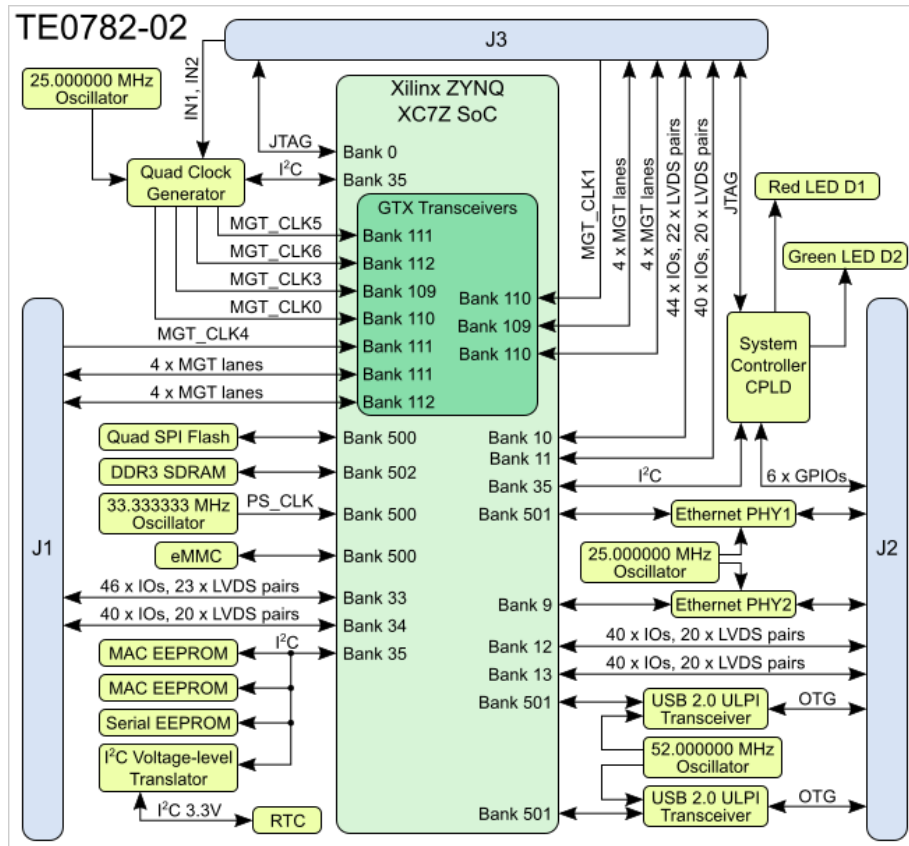 TE0782-02
J3
25.000000 MHz
Oscillator
IN1, IN2
Xilinx ZYNQ
XC7Z SoC
JTAG
Bank 0
Quad Clock
Generator
I²C
Bank 35
GTX Transceivers
MGT_CLK5
Bank 111
MGT_CLK6
Bank 112
MGT_CLK3
Bank 109
MGT_CLK0
Bank 110
MGT_CLK4
Bank 111
4 x MGT lanes
Bank 111
4 x MGT lanes
Bank 112
Bank 110
Bank 109
Bank 110
MGT_CLK1
4 x MGT lanes
4 x MGT lanes
44 x IOs, 22 x LVDS pairs
40 x IOs, 20 x LVDS pairs
JTAG
Red LED D1
Green LED D2
System
Controller
CPLD
J1
J2
Quad SPI Flash
Bank 500
DDR3 SDRAM
Bank 502
33.333333 MHz
Oscillator
PS_CLK
Bank 500
eMMC
Bank 500
46 x IOs, 23 x LVDS pairs
Bank 33
40 x IOs, 20 x LVDS pairs
Bank 34
I²C
Bank 35
MAC EEPROM
MAC EEPROM
Serial EEPROM
I²C Voltage-level
Translator
I²C 3.3V
RTC
Bank 10
Bank 11
Bank 35
I²C
6 x GPIOs
Bank 501
Ethernet PHY1
25.000000 MHz
Oscillator
Bank 9
Ethernet PHY2
40 x IOs, 20 x LVDS pairs
Bank 12
40 x IOs, 20 x LVDS pairs
Bank 13
Bank 501
USB 2.0 ULPI
Transceiver
OTG
52.000000 MHz
Oscillator
Bank 501
USB 2.0 ULPI
Transceiver
OTG